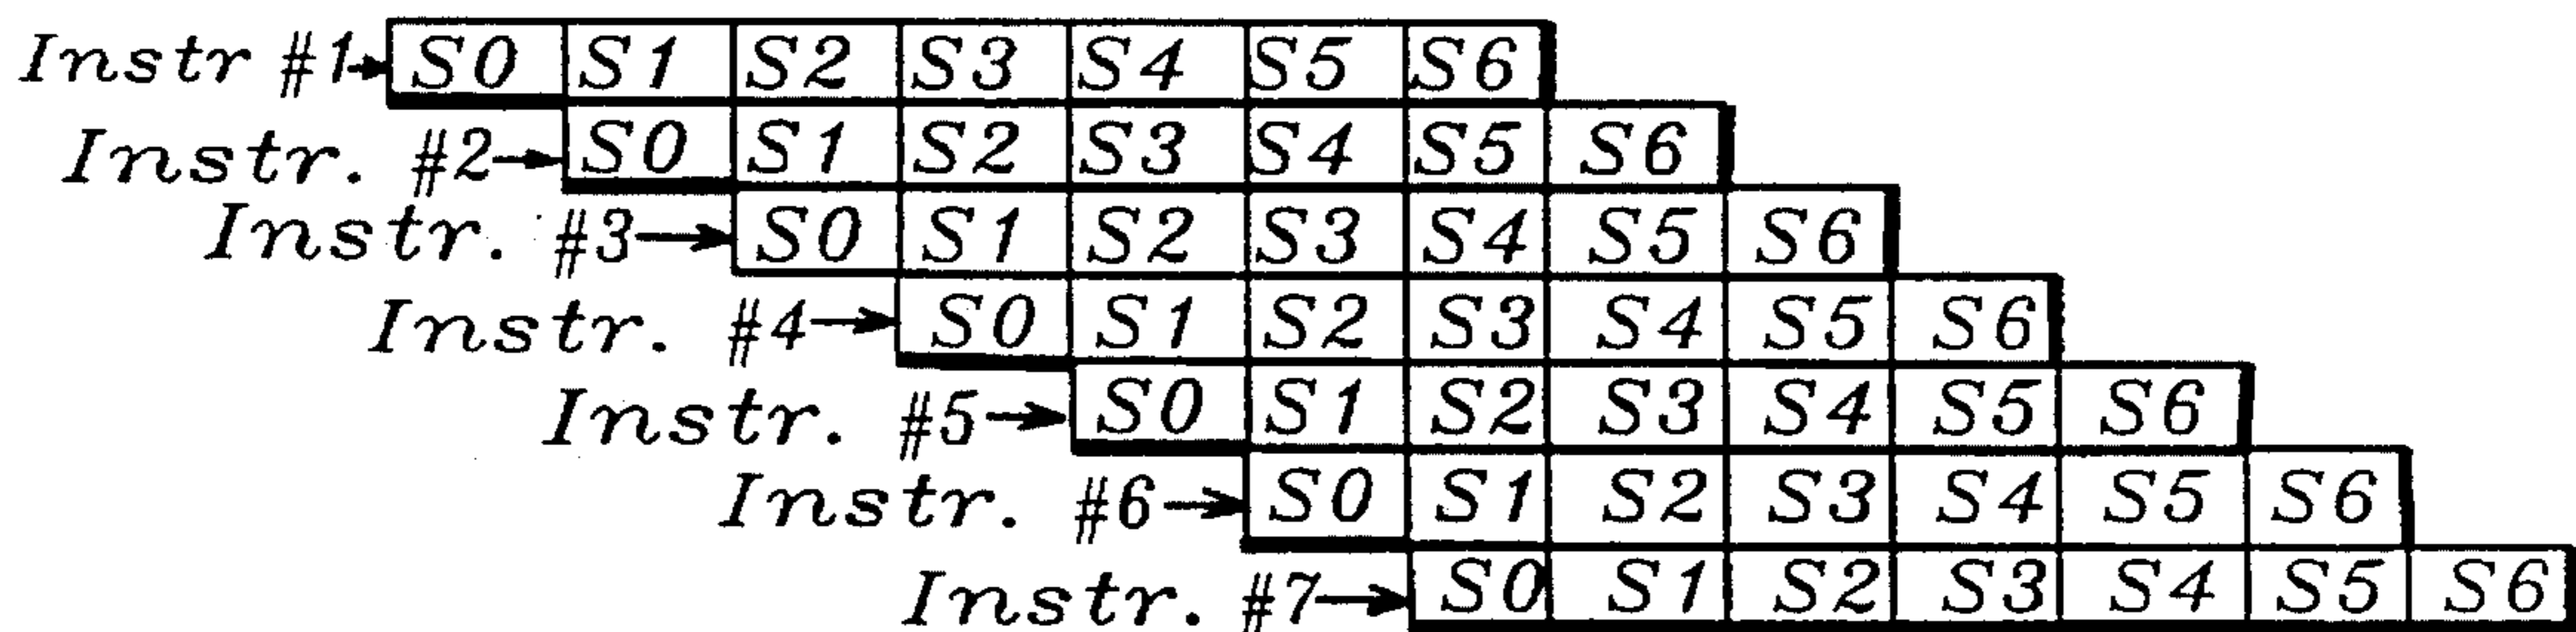 Instr #1 S0 S1 S2 S3 S4 S5 S6
Instr. #2 S0 S1 S2 S3 S4 S5 S6
Instr. #3 S0 S1 S2 S3 S4 S5 S6
Instr. #4 S0 S1 S2 S3 S4 S5 S6
Instr. #5 S0 S1 S2 S3 S4 S5 S6
Instr. #6 S0 S1 S2 S3 S4 S5 S6
Instr. #7 S0 S1 S2 S3 S4 S5 S6